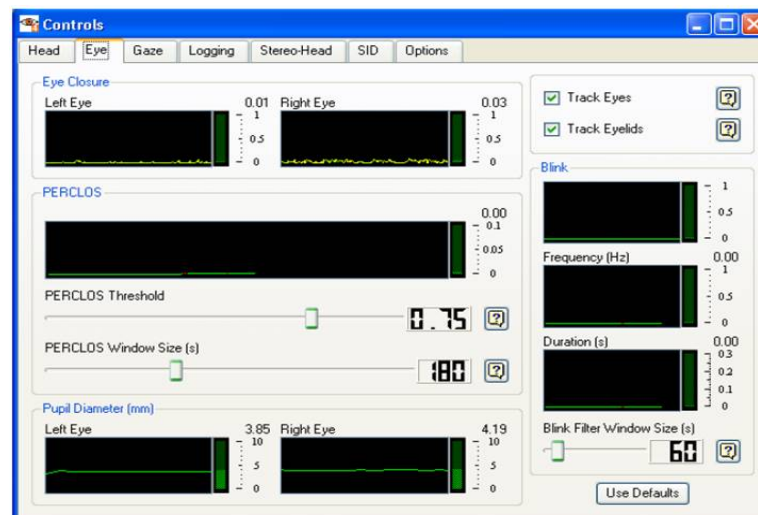 Controls
Head Eye Gaze Logging Stereo-Head SID Options
Eye Closure
Left Eye 0.01 Right Eye 0.03
1 1
0.5 0.5
0 0
PERCLOS
0.00
0.1
0.05
0
PERCLOS Threshold
0.75
PERCLOS Window Size (s)
180
Pupil Diameter (mm)
Left Eye 3.85 Right Eye 4.19
10 10
5 5
0 0
Track Eyes
Track Eyelids
Blink
1
0.5
0
Frequency (Hz) 0.00
1
0.5
0
Duration (s) 0.00
0.3
0.2
0.1
0
Blink Filter Window Size (s)
60
Use Defaults